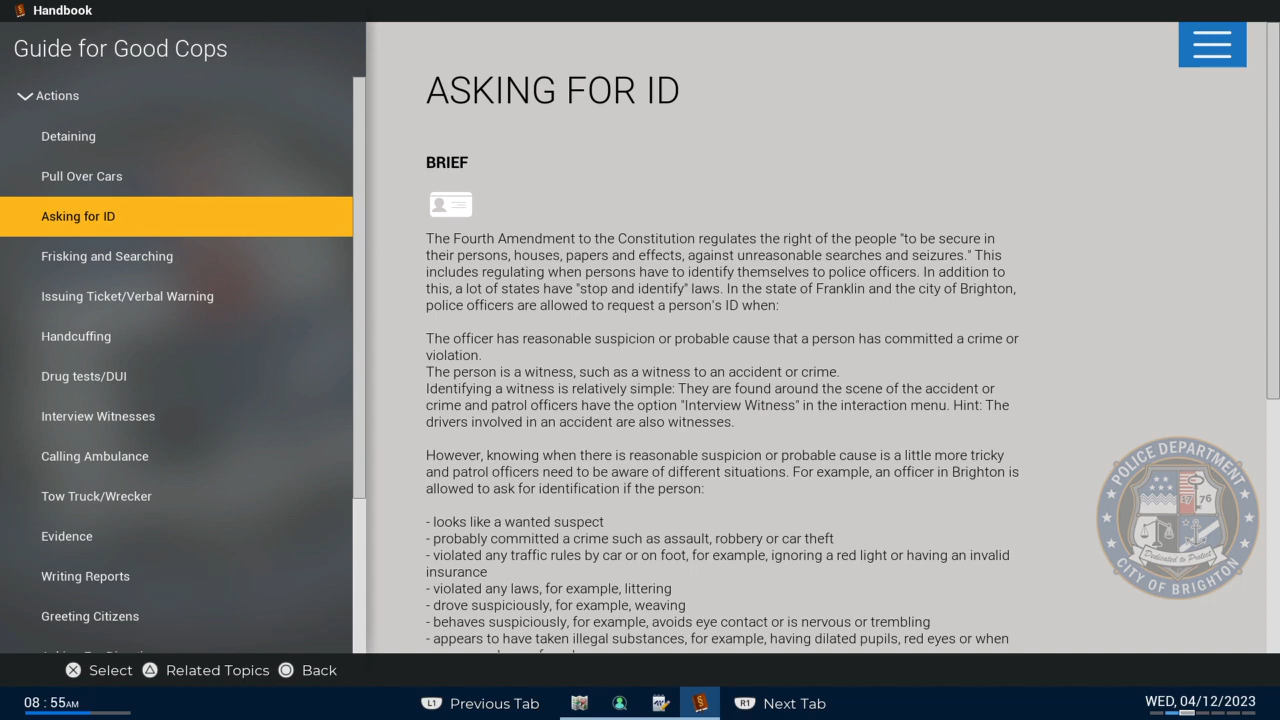 Handbook
Guide for Good Cops
Actions
Detaining
Pull Over Cars
Asking for ID
Frisking and Searching
Issuing Ticket/Verbal Warning
Handcuffing
Drug tests/DUI
Interview Witnesses
Calling Ambulance
Tow Truck/Wrecker
Evidence
Writing Reports
Greeting Citizens
ASKING FOR ID
BRIEF
The Fourth Amendment to the Constitution regulates the right of the people "to be secure in
their persons, houses, papers and effects, against unreasonable searches and seizures." This
includes regulating when persons have to identify themselves to police officers. In addition to
this, a lot of states have "stop and identify" laws. In the state of Franklin and the city of Brighton,
police officers are allowed to request a person's ID when:
The officer has reasonable suspicion or probable cause that a person has committed a crime or
violation.
The person is a witness, such as a witness to an accident or crime.
Identifying a witness is relatively simple: They are found around the scene of the accident or
crime and patrol officers have the option "Interview Witness" in the interaction menu. Hint: The
drivers involved in an accident are also witnesses.
However, knowing when there is reasonable suspicion or probable cause is a little more tricky
and patrol officers need to be aware of different situations. For example, an officer in Brighton is
allowed to ask for identification if the person:
- looks like a wanted suspect
- probably committed a crime such as assault, robbery or car theft
- violated any traffic rules by car or on foot, for example, ignoring a red light or having an invalid
insurance
- violated any laws, for example, littering
- drove suspiciously, for example, weaving
- behaves suspiciously, for example, avoids eye contact or is nervous or trembling
- appears to have taken illegal substances, for example, having dilated pupils, red eyes or when
POLICE DEPARTMENT
1776
Dedicated to Protect
CITY OF BRIGHTON
Select
Related Topics
Back
08 : 55AM
L1 Previous Tab
R1 Next Tab
WED, 04/12/2023